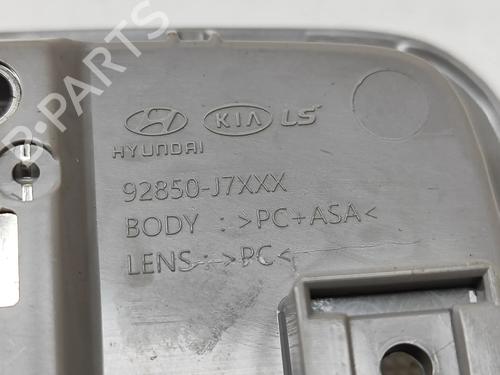 KIA LS
HYUNDAI
92850-J7XXX
BODY : >PC+ASA<
LENS : >PC<
B-PARTS